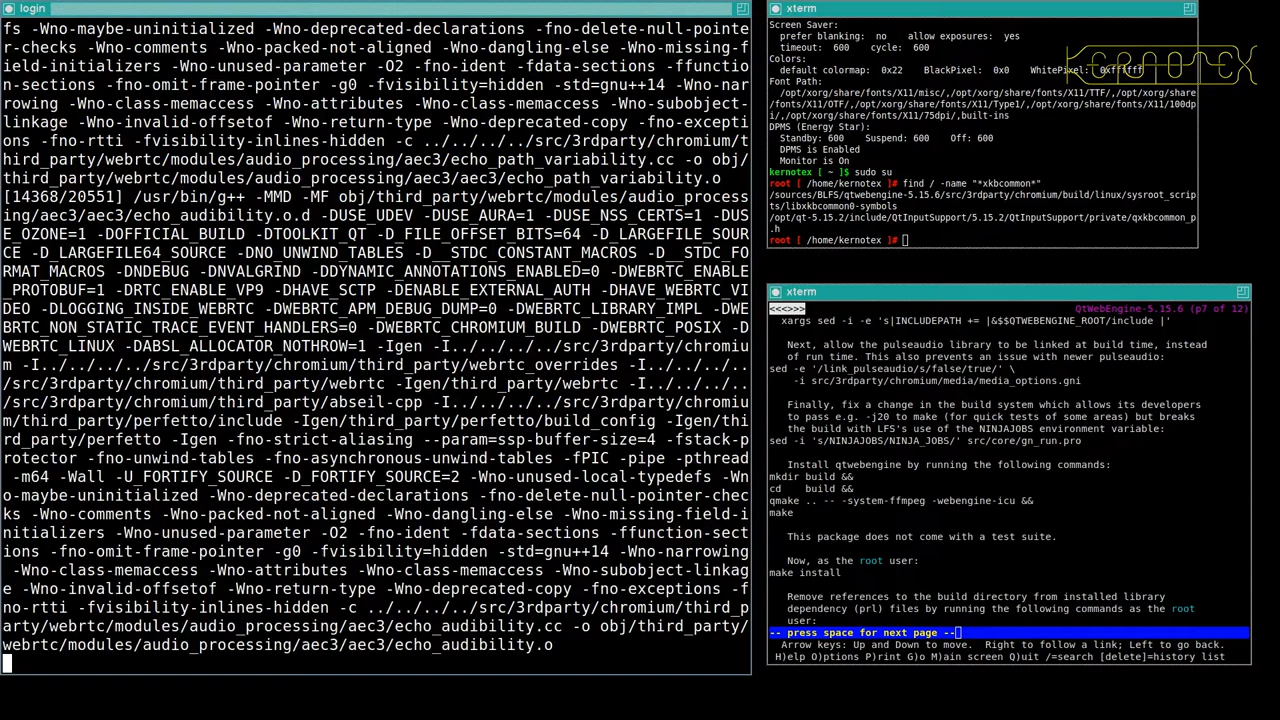 login
fs -Wno-maybe-uninitialized -Wno-deprecated-declarations -fno-delete-null-pointe
r-checks -Wno-comments -Wno-packed-not-aligned -Wno-dangling-else -Wno-missing-f
ield-initializers -Wno-unused-parameter -O2 -fno-ident -fdata-sections -ffunctio
n-sections -fno-omit-frame-pointer -g0 -fvisibility=hidden -std=gnu++14 -Wno-nar
rowing -Wno-class-memaccess -Wno-attributes -Wno-class-memaccess -Wno-subobject-
linkage -Wno-invalid-offsetof -Wno-return-type -Wno-deprecated-copy -fno-excepti
ons -fno-rtti -fvisibility-inlines-hidden -c ../../../../src/3rdparty/chromium/t
hird_party/webrtc/modules/audio_processing/aec3/echo_path_variability.cc -o obj/
third_party/webrtc/modules/audio_processing/aec3/aec3/echo_path_variability.o
[14368/20551] /usr/bin/g++ -MMD -MF obj/third_party/webrtc/modules/audio_process
ing/aec3/aec3/echo_audibility.o.d -DUSE_UDEV -DUSE_AURA=1 -DUSE_NSS_CERTS=1 -DUS
E_OZONE=1 -DOFFICIAL_BUILD -DTOOLKIT_QT -D_FILE_OFFSET_BITS=64 -D_LARGEFILE_SOUR
CE -D_LARGEFILE64_SOURCE -DNO_UNWIND_TABLES -D__STDC_CONSTANT_MACROS -D__STDC_FO
RMAT_MACROS -DNDEBUG -DNVALGRIND -DDYNAMIC_ANNOTATIONS_ENABLED=0 -DWEBRTC_ENABLE
_PROTOBUF=1 -DRTC_ENABLE_VP9 -DHAVE_SCTP -DENABLE_EXTERNAL_AUTH -DHAVE_WEBRTC_VI
DEO -DLOGGING_INSIDE_WEBRTC -DWEBRTC_APM_DEBUG_DUMP=0 -DWEBRTC_LIBRARY_IMPL -DWE
BRTC_NON_STATIC_TRACE_EVENT_HANDLERS=0 -DWEBRTC_CHROMIUM_BUILD -DWEBRTC_POSIX -D
WEBRTC_LINUX -DABSL_ALLOCATOR_NOTHROW=1 -Igen -I../../../../src/3rdparty/chromiu
m -I../../../../src/3rdparty/chromium/third_party/webrtc_overrides -I../../../..
/src/3rdparty/chromium/third_party/webrtc -Igen/third_party/webrtc -I../../../..
/src/3rdparty/chromium/third_party/abseil-cpp -I../../../../src/3rdparty/chromiu
m/third_party/perfetto/include -Igen/third_party/perfetto/build_config -Igen/thi
rd_party/perfetto -Igen -fno-strict-aliasing --param=ssp-buffer-size=4 -fstack-p
rotector -fno-unwind-tables -fno-asynchronous-unwind-tables -fPIC -pipe -pthread
 -m64 -Wall -U_FORTIFY_SOURCE -D_FORTIFY_SOURCE=2 -Wno-unused-local-typedefs -Wn
o-maybe-uninitialized -Wno-deprecated-declarations -fno-delete-null-pointer-chec
ks -Wno-comments -Wno-packed-not-aligned -Wno-dangling-else -Wno-missing-field-i
nitializers -Wno-unused-parameter -O2 -fno-ident -fdata-sections -ffunction-sect
ions -fno-omit-frame-pointer -g0 -fvisibility=hidden -std=gnu++14 -Wno-narrowing
 -Wno-class-memaccess -Wno-attributes -Wno-class-memaccess -Wno-subobject-linkag
e -Wno-invalid-offsetof -Wno-return-type -Wno-deprecated-copy -fno-exceptions -f
no-rtti -fvisibility-inlines-hidden -c ../../../../src/3rdparty/chromium/third_p
arty/webrtc/modules/audio_processing/aec3/echo_audibility.cc -o obj/third_party/
webrtc/modules/audio_processing/aec3/aec3/echo_audibility.o
xterm
Screen Saver:
prefer blanking:  no    allow exposures:  yes
timeout:  600    cycle:  600
Colors:
default colormap: 0x22    BlackPixel: 0x0    WhitePixel: 0xffffff
Font Path:
/opt/xorg/share/fonts/X11/misc/,/opt/xorg/share/fonts/X11/TTF/,/opt/xorg/share
/fonts/X11/OTF/,/opt/xorg/share/fonts/X11/Type1/,/opt/xorg/share/fonts/X11/100dp
i/,/opt/xorg/share/fonts/X11/75dpi/,built-ins
DPMS (Energy Star):
Standby: 600    Suspend: 600    Off: 600
DPMS is Enabled
Monitor is On
kernotex [ ~ ]$ sudo su
root [ /home/kernotex ]# find / -name "*xkbcommon*"
/sources/BLFS/QT/qtwebengine-5.15.6/src/3rdparty/chromium/build/linux/sysroot_scrip
ts/libxkbcommon0-symbols
/opt/qt-5.15.2/include/QtInputSupport/5.15.2/QtInputSupport/private/qxkbcommon_p
.h
root [ /home/kernotex ]#
KERNOTEX
xterm
<<<>>> QtWebEngine-5.15.6 (p7 of 12)
xargs sed -i -e 's|INCLUDEPATH += |&$$QTWEBENGINE_ROOT/include |'
Next, allow the pulseaudio library to be linked at build time, instead
of run time. This also prevents an issue with newer pulseaudio:
sed -e '/link_pulseaudio/s/false/true/' \
-i src/3rdparty/chromium/media/media_options.gni
Finally, fix a change in the build system which allows its developers
to pass e.g. -j20 to make (for quick tests of some areas) but breaks
the build with LFS's use of the NINJAJOBS environment variable:
sed -i 's/NINJAJOBS/NINJA_JOBS/' src/core/gn_run.pro
Install qtwebengine by running the following commands:
mkdir build &&
cd    build &&
qmake .. -- -system-ffmpeg -webengine-icu &&
make
This package does not come with a test suite.
Now, as the root user:
make install
Remove references to the build directory from installed library
dependency (prl) files by running the following commands as the root
user:
-- press space for next page --
Arrow keys: Up and Down to move.  Right to follow a link; Left to go back.
H)elp O)ptions P)rint G)o M)ain screen Q)uit /=search [delete]=history list